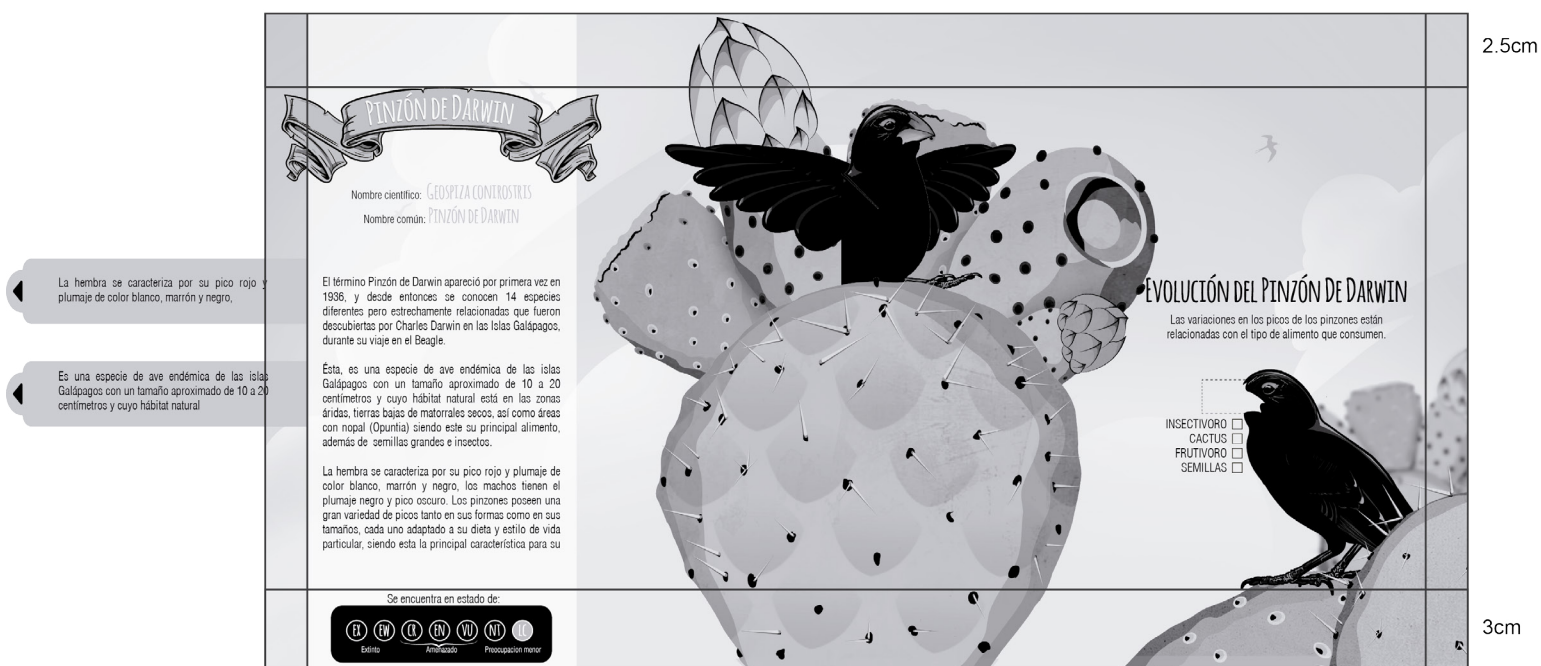 2.5cm
PINZÓN DE DARWIN
Nombre científico: GEOSPIZA CONIROSTRIS
Nombre común: PINZÓN DE DARWIN
La hembra se caracteriza por su pico rojo y
plumaje de color blanco, marrón y negro,
Es una especie de ave endémica de las islas
Galápagos con un tamaño aproximado de 10 a 20
centímetros y cuyo hábitat natural
El término Pinzón de Darwin apareció por primera vez en
1936, y desde entonces se conocen 14 especies
diferentes pero estrechamente relacionadas que fueron
descubiertas por Charles Darwin en las Islas Galápagos,
durante su viaje en el Beagle.
Ésta, es una especie de ave endémica de las islas
Galápagos con un tamaño aproximado de 10 a 20
centímetros y cuyo hábitat natural está en las zonas
áridas, tierras bajas de matorrales secos, así como áreas
con nopal (Opuntia) siendo este su principal alimento,
además de semillas grandes e insectos.
La hembra se caracteriza por su pico rojo y plumaje de
color blanco, marrón y negro, los machos tienen el
plumaje negro y pico oscuro. Los pinzones poseen una
gran variedad de picos tanto en sus formas como en sus
tamaños, cada uno adaptado a su dieta y estilo de vida
particular, siendo esta la principal característica para su
Se encuentra en estado de:
EX EW CR EN VU NT LC
Extinto Amenazado Preocupacion menor
EVOLUCIÓN DEL PINZÓN DE DARWIN
Las variaciones en los picos de los pinzones están
relacionadas con el tipo de alimento que consumen.
INSECTIVORO
CACTUS
FRUTIVORO
SEMILLAS
3cm